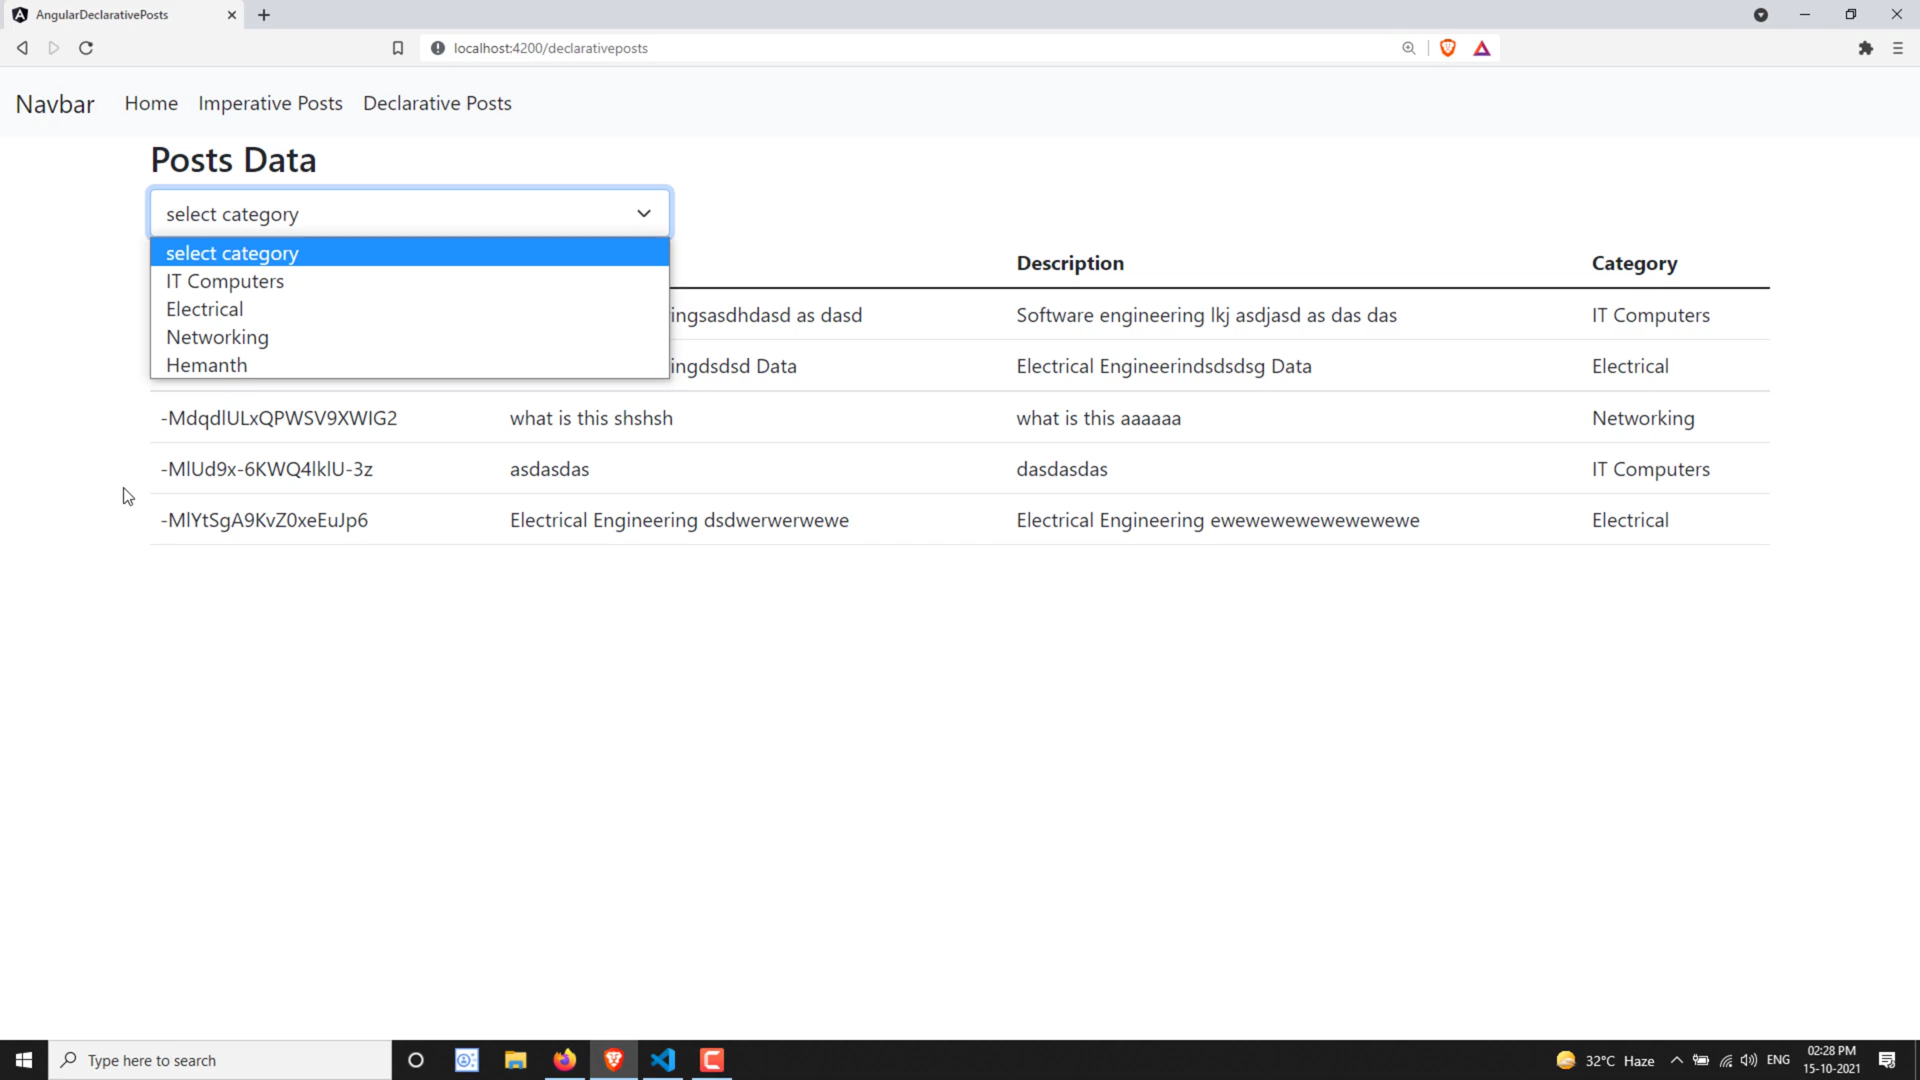 AngularDeclarativePosts
localhost:4200/declarativeposts
Navbar Home Imperative Posts Declarative Posts
Posts Data
select category
select category
IT Computers
Electrical
Networking
Hemanth
Description Category
ingsasdhdasd as dasd Software engineering lkj asdjasd as das das IT Computers
ingdsdsd Data Electrical Engineerindsdsdsg Data Electrical
-MdqdlULxQPWSV9XWIG2 what is this shshsh what is this aaaaaa Networking
-MlUd9x-6KWQ4lklU-3z asdasdas dasdasdas IT Computers
-MlYtSgA9KvZ0xeEuJp6 Electrical Engineering dsdwerwerwewe Electrical Engineering ewewewewewewewe Electrical
Type here to search
32°C Haze
ENG
02:28 PM
15-10-2021